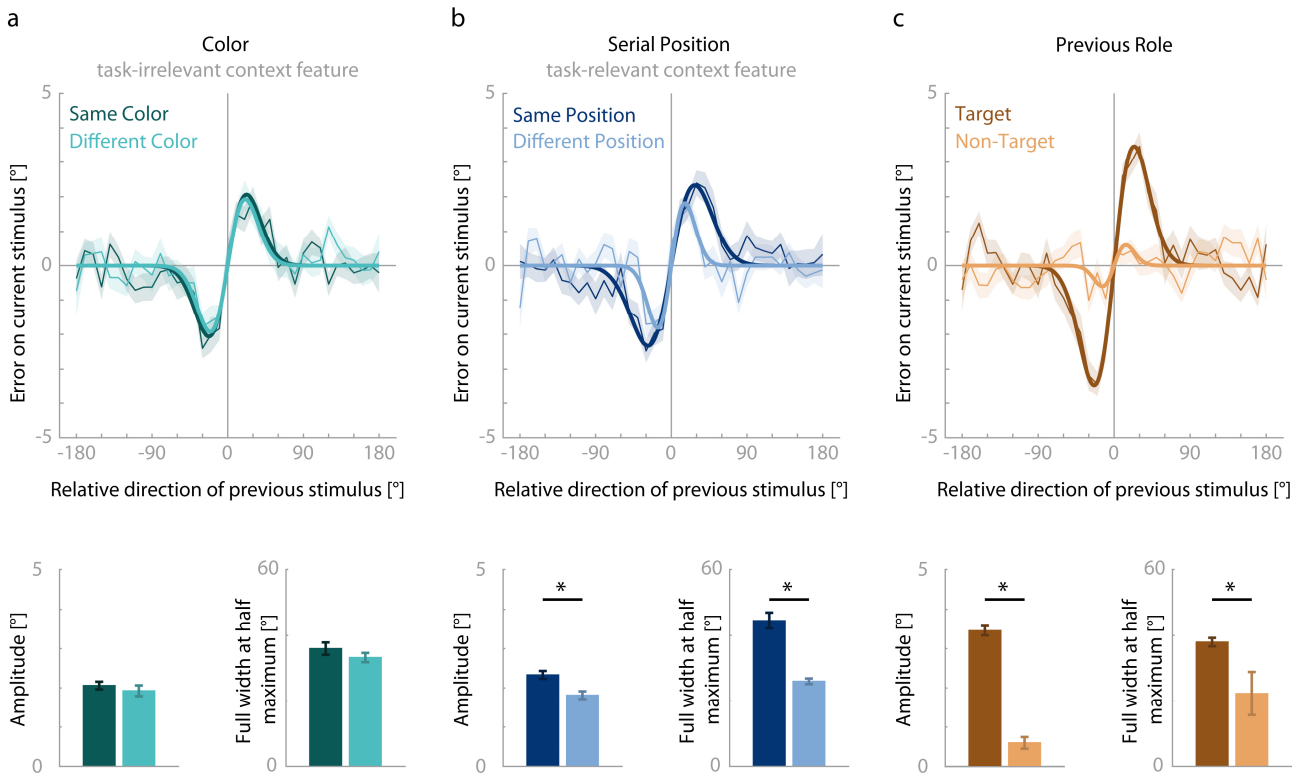 a
Color
task-irrelevant context feature
5
Same Color
Different Color
Error on current stimulus [°]
0
-5
-180
-90
0
90
180
Relative direction of previous stimulus [°]
b
Serial Position
task-relevant context feature
5
Same Position
Different Position
Error on current stimulus [°]
0
-5
-180
-90
0
90
180
Relative direction of previous stimulus [°]
c
Previous Role
5
Target
Non-Target
Error on current stimulus [°]
0
-5
-180
-90
0
90
180
Relative direction of previous stimulus [°]
5
Amplitude [°]
0
60
Full width at half
maximum [°]
0
5
*
Amplitude [°]
0
60
*
Full width at half
maximum [°]
0
5
*
Amplitude [°]
0
60
*
Full width at half
maximum [°]
0